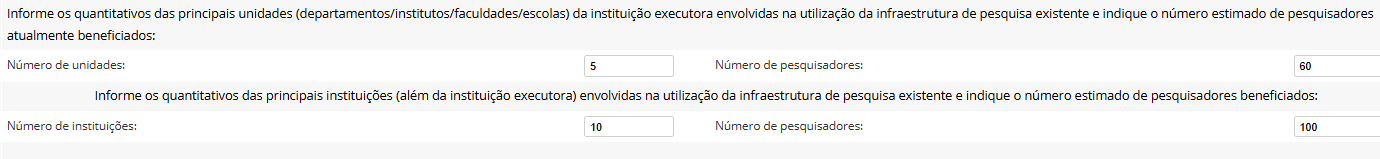 Informe os quantitativos das principais unidades (departamentos/institutos/faculdades/escolas) da instituição executora envolvidas na utilização da infraestrutura de pesquisa existente e indique o número estimado de pesquisadores
atualmente beneficiados:
Número de unidades: 5 Número de pesquisadores: 60
Informe os quantitativos das principais instituições (além da instituição executora) envolvidas na utilização da infraestrutura de pesquisa existente e indique o número estimado de pesquisadores beneficiados:
Número de instituições: 10 Número de pesquisadores: 100